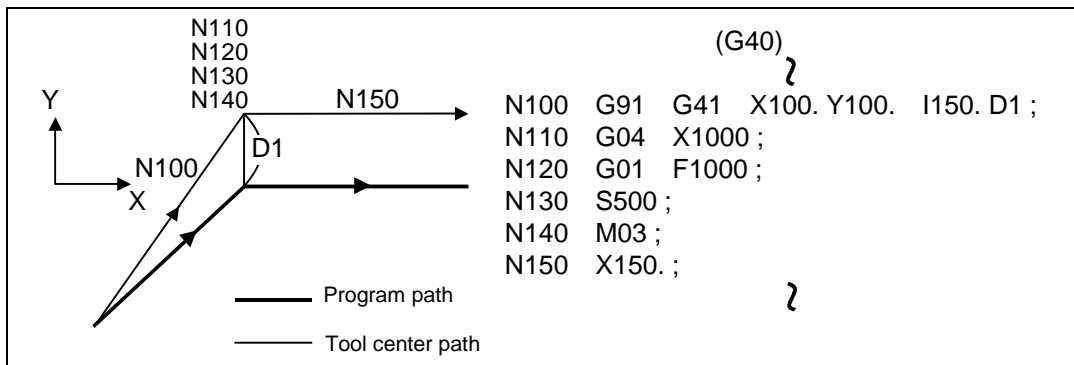 N110
N120
N130
N140
N150
Y
D1
N100
X
Program path
Tool center path
(G40)
N100 G91 G41 X100. Y100. I150. D1 ;
N110 G04 X1000 ;
N120 G01 F1000 ;
N130 S500 ;
N140 M03 ;
N150 X150. ;